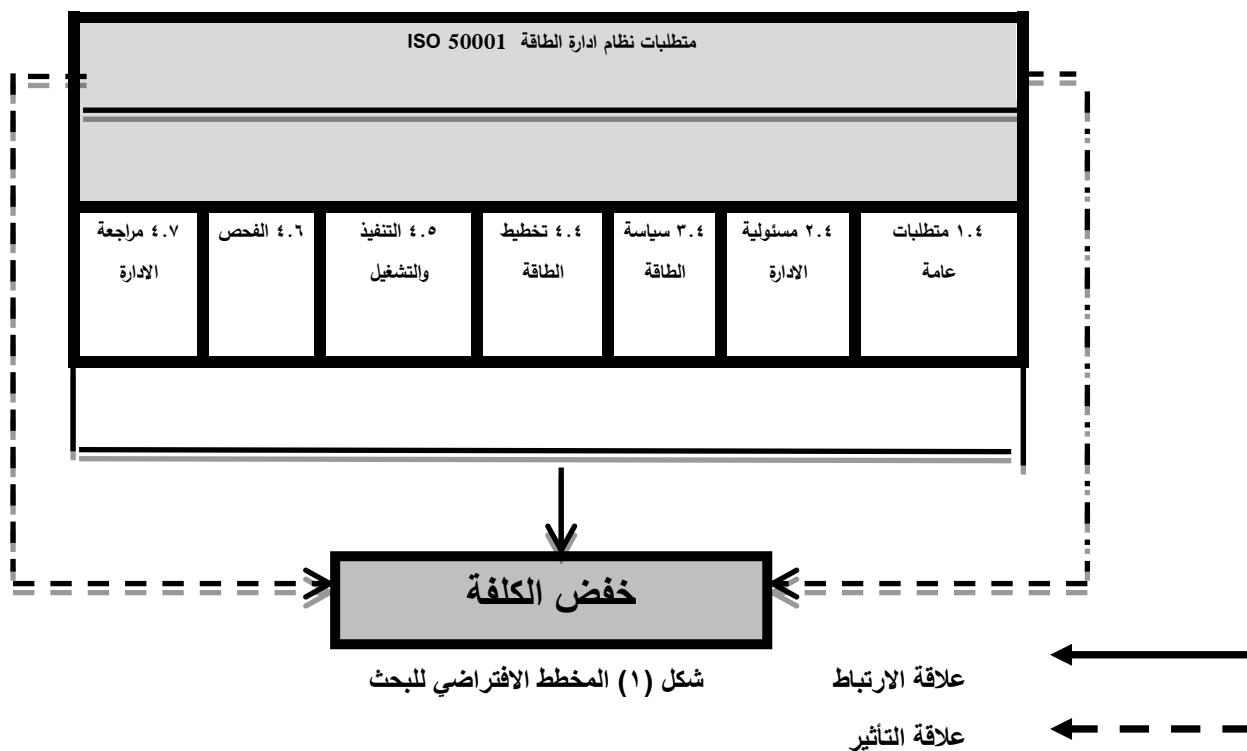 متطلبات نظام ادارة الطاقة ISO 50001
١.٤ متطلبات
عامة
٢.٤ مسئولية
الادارة
٣.٤ سياسة
الطاقة
٤.٤ تخطيط
الطاقة
٤.٥ التنفيذ
والتشغيل
٤.٦ الفحص
٤.٧ مراجعة
الادارة
خفض الكلفة
شكل (١) المخطط الافتراضي للبحث
علاقة الارتباط
علاقة التأثير